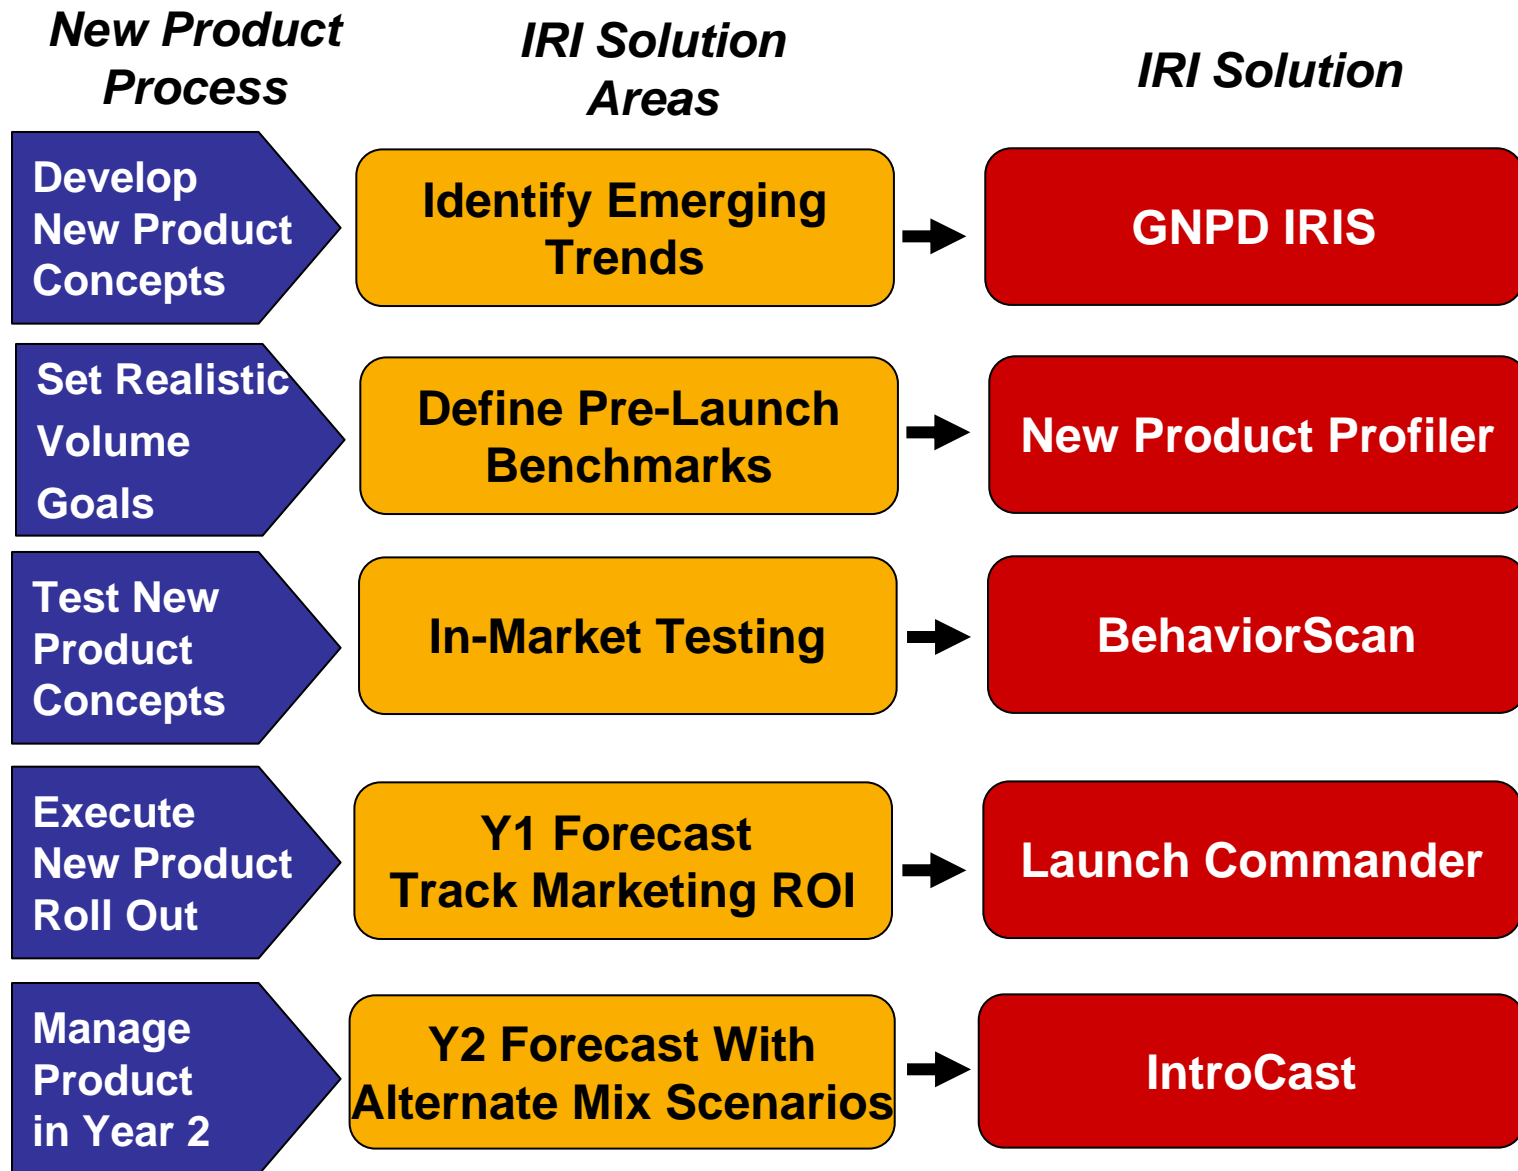 New Product
Process
IRI Solution
Areas
IRI Solution
Develop
New Product
Concepts
Identify Emerging
Trends
GNPD IRIS
Set Realistic
Volume
Goals
Define Pre-Launch
Benchmarks
New Product Profiler
Test New
Product
Concepts
In-Market Testing
BehaviorScan
Execute
New Product
Roll Out
Y1 Forecast
Track Marketing ROI
Launch Commander
Manage
Product
in Year 2
Y2 Forecast With
Alternate Mix Scenarios
IntroCast